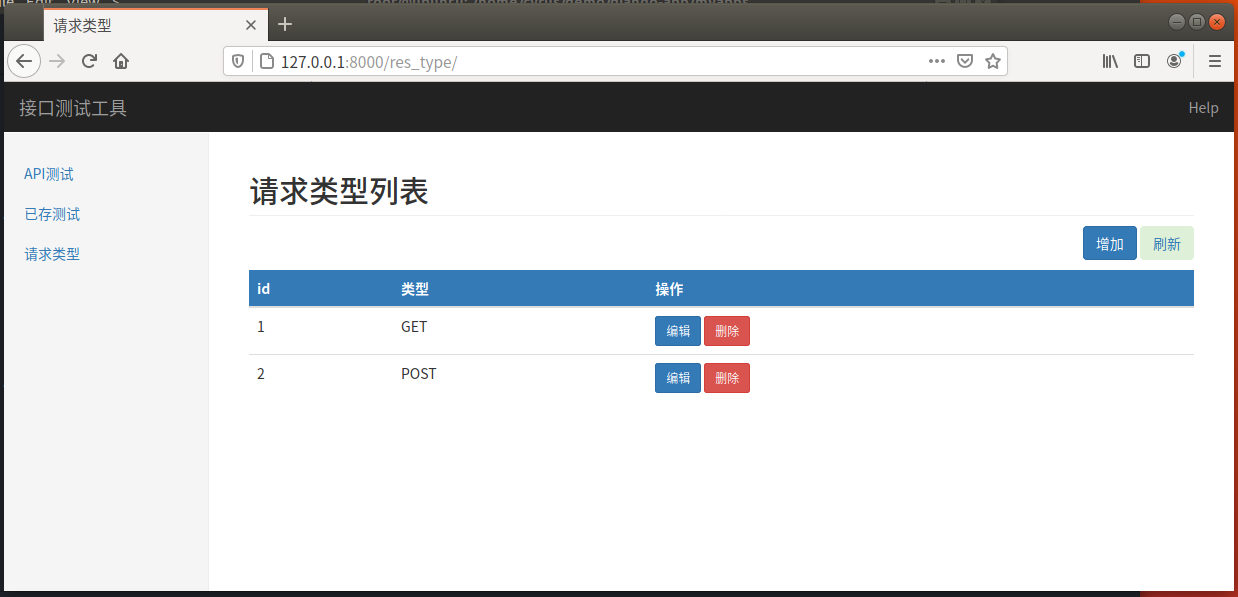 请求类型
127.0.0.1:8000/res_type/
接口测试工具
Help
API测试
已存测试
请求类型
请求类型列表
增加 刷新
id 类型 操作
1 GET 编辑 删除
2 POST 编辑 删除